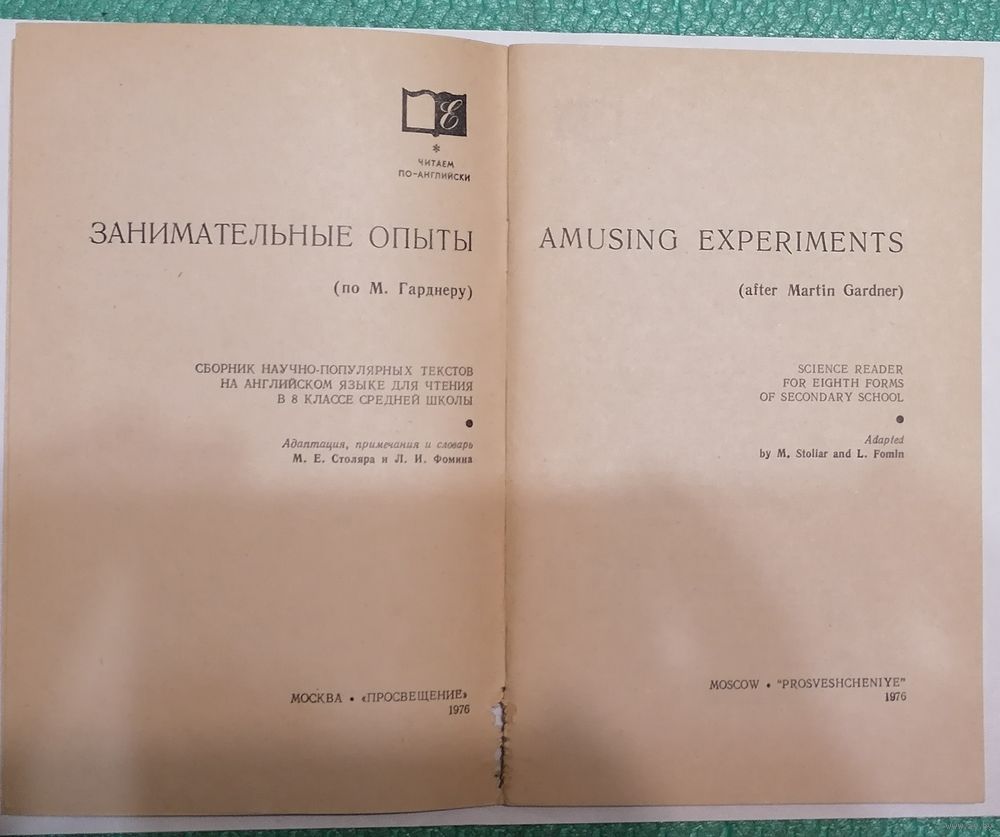 ЧИТАЕМ
ПО-АНГЛИЙСКИ
ЗАНИМАТЕЛЬНЫЕ ОПЫТЫ
(по М. Гарднеру)
СБОРНИК НАУЧНО-ПОПУЛЯРНЫХ ТЕКСТОВ
НА АНГЛИЙСКОМ ЯЗЫКЕ ДЛЯ ЧТЕНИЯ
В 8 КЛАССЕ СРЕДНЕЙ ШКОЛЫ
Адаптация, примечания и словарь
М. Е. Столяра и Л. И. Фомина
МОСКВА • «ПРОСВЕЩЕНИЕ»
1976
AMUSING EXPERIMENTS
(after Martin Gardner)
SCIENCE READER
FOR EIGHTH FORMS
OF SECONDARY SCHOOL
Adapted
by M. Stoliar and L. Fomin
MOSCOW • “PROSVESHCHENIYE”
1976